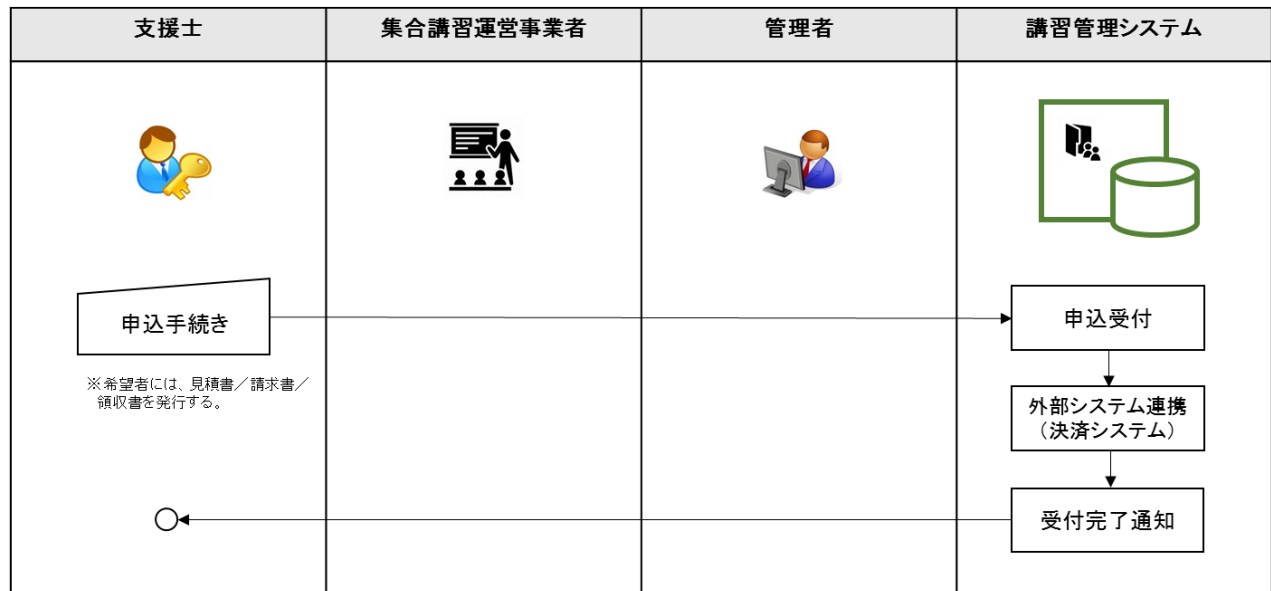 支援士
集合講習運営事業者
管理者
講習管理システム
申込手続き
申込受付
※希望者には、見積書／請求書／
領収書を発行する。
外部システム連携
（決済システム）
受付完了通知